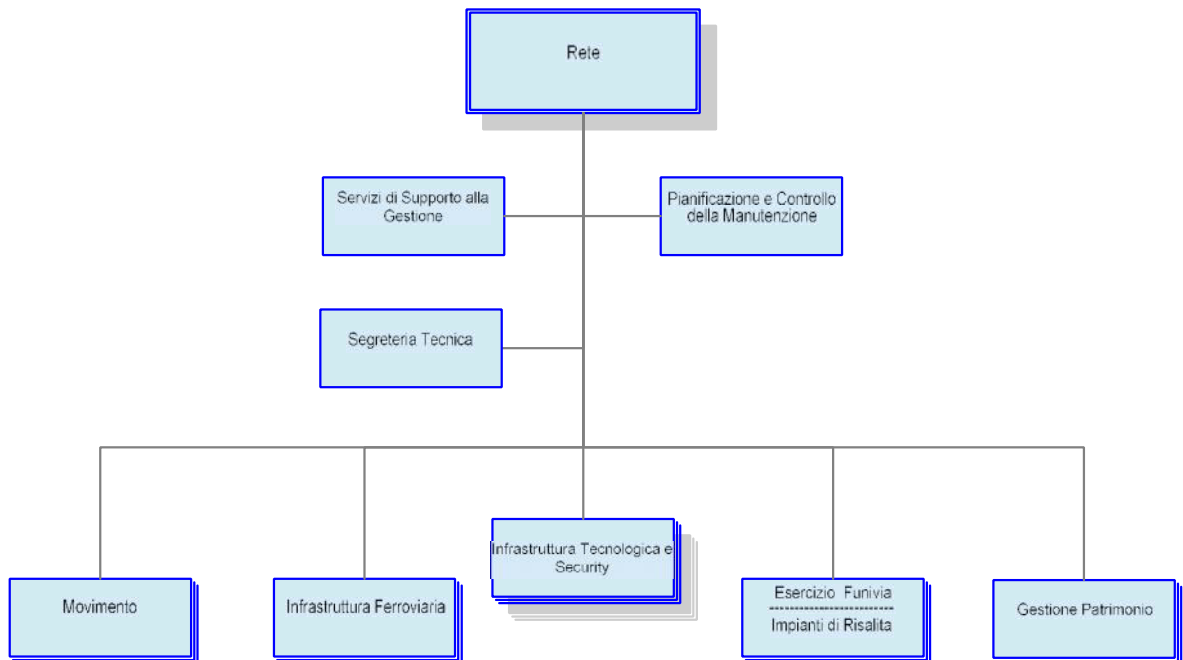 Rete
Servizi di Supporto alla
Gestione
Pianificazione e Controllo
della Manutenzione
Segreteria Tecnica
Infrastruttura Tecnologica e
Security
Movimento
Infrastruttura Ferroviaria
Esercizio Funivia
Impianti di Risalita
Gestione Patrimonio